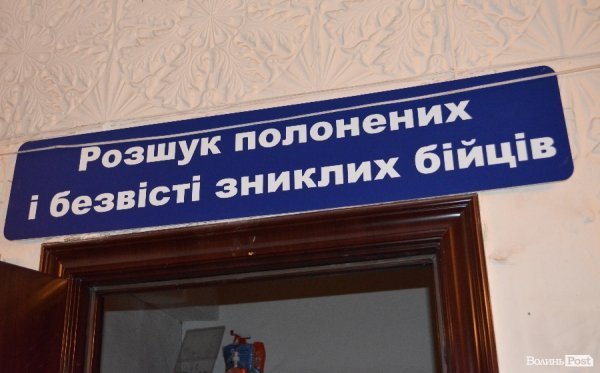 Розшук полонених
і безвісті зниклих бійців
ВолиньPost